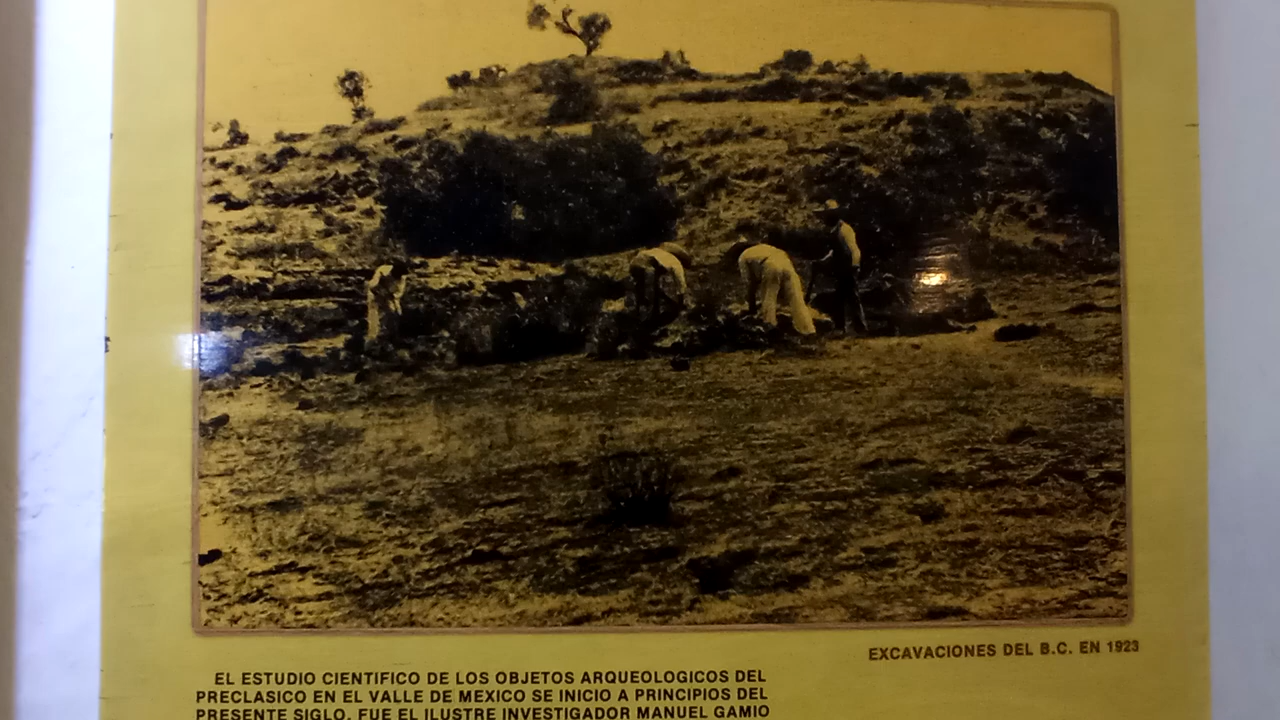 EXCAVACIONES DEL B.C. EN 1923
EL ESTUDIO CIENTIFICO DE LOS OBJETOS ARQUEOLOGICOS DEL
PRECLASICO EN EL VALLE DE MEXICO SE INICIO A PRINCIPIOS DEL
PRESENTE SIGLO. FUE EL ILUSTRE INVESTIGADOR MANUEL GAMIO